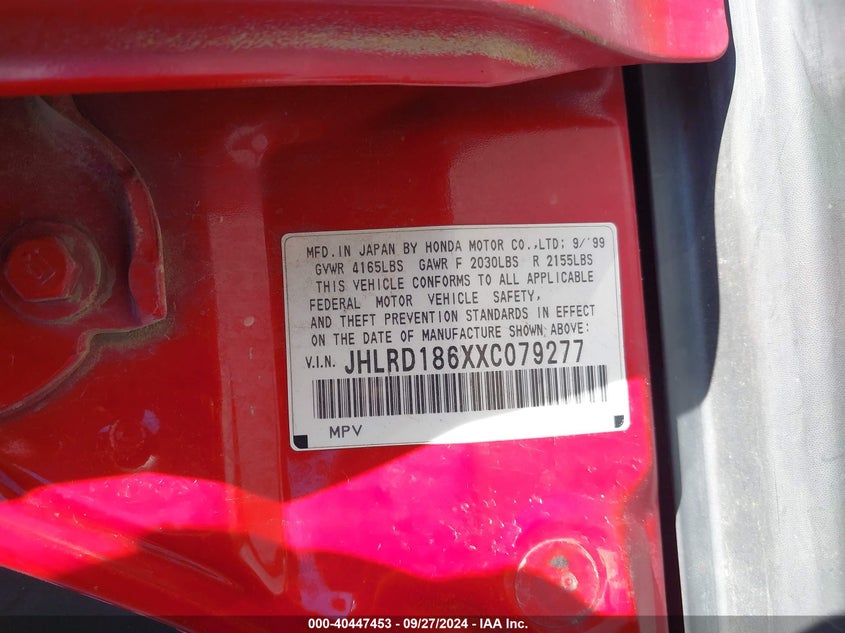 MFD. IN JAPAN BY HONDA MOTOR CO.,LTD; 9/'99
GVWR 4165LBS GAWR F 2030LBS R 2155LBS
THIS VEHICLE CONFORMS TO ALL APPLICABLE
FEDERAL MOTOR VEHICLE SAFETY,
AND THEFT PREVENTION STANDARDS IN EFFECT
ON THE DATE OF MANUFACTURE SHOWN ABOVE:
V.I.N. JHLRD186XXC079277
MPV
000-40447453 - 09/27/2024 - IAA Inc.